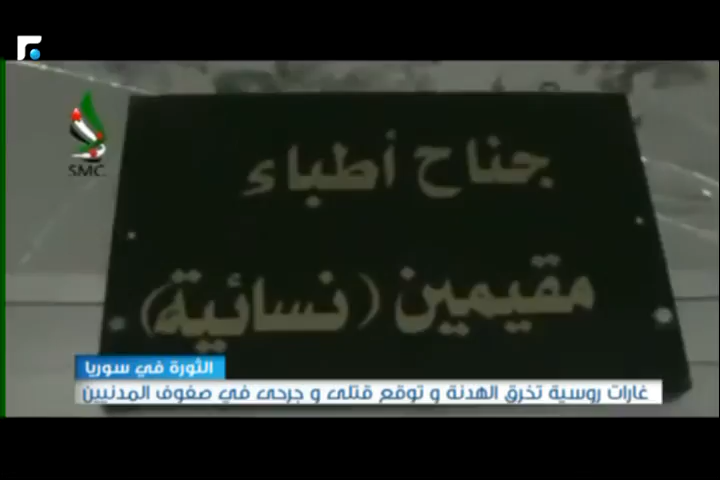 SMC
جناح أطباء
مقيمين (نسائية)
الثورة في سوريا
غارات روسية تخرق الهدنة و توقع قتلى و جرحى في صفوف المدنيين